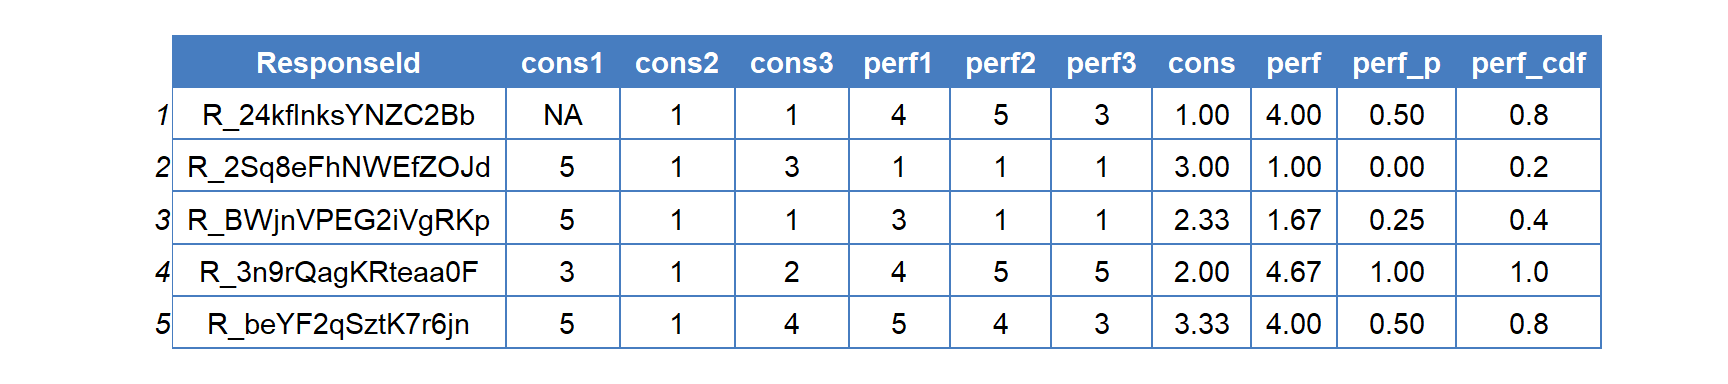 ResponseId cons1 cons2 cons3 perf1 perf2 perf3 cons perf perf_p perf_cdf
1 R_24kflnksYNZC2Bb NA 1 1 4 5 3 1.00 4.00 0.50 0.8
2 R_2Sq8eFhNWEfZOJd 5 1 3 1 1 1 3.00 1.00 0.00 0.2
3 R_BWjnVPEG2iVgRKp 5 1 1 3 1 1 2.33 1.67 0.25 0.4
4 R_3n9rQagKRteaa0F 3 1 2 4 5 5 2.00 4.67 1.00 1.0
5 R_beYF2qSztK7r6jn 5 1 4 5 4 3 3.33 4.00 0.50 0.8